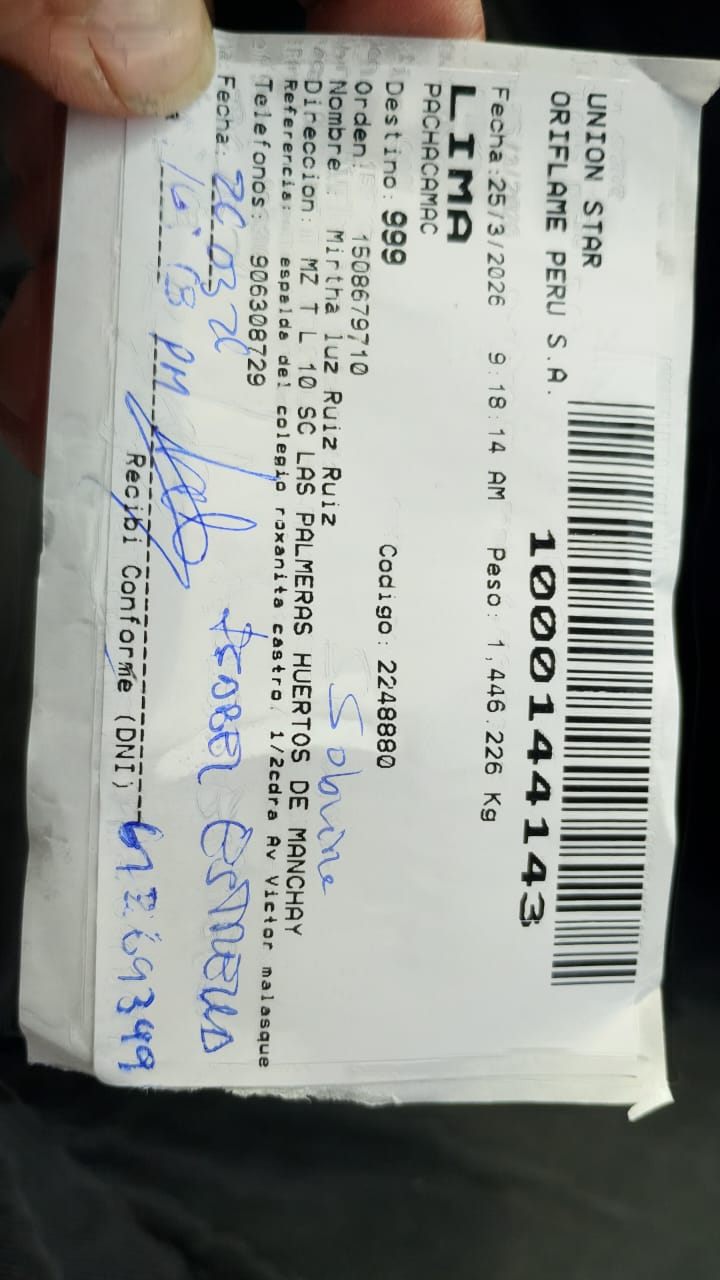 UNION STAR
ORIFLAME PERU S.A.
1000144143
Fecha:25/3/2026 9:18:14 AM Peso: 1,446.226 Kg
LIMA
PACHACAMAC
Destino: 999 Codigo: 2248880
Orden: 1508679710
Nombre: Mirtha luz Ruiz Ruiz
Direccion: MZ T L 10 SC LAS PALMERAS HUERTOS DE MANCHAY
Referencia: espalda del colegio roxanita castro 1/2cdra Av Victor malasque
Telefonos: 906308729
Fecha: 26 03 26
16:08 PM
Recibi Conforme (DNI)